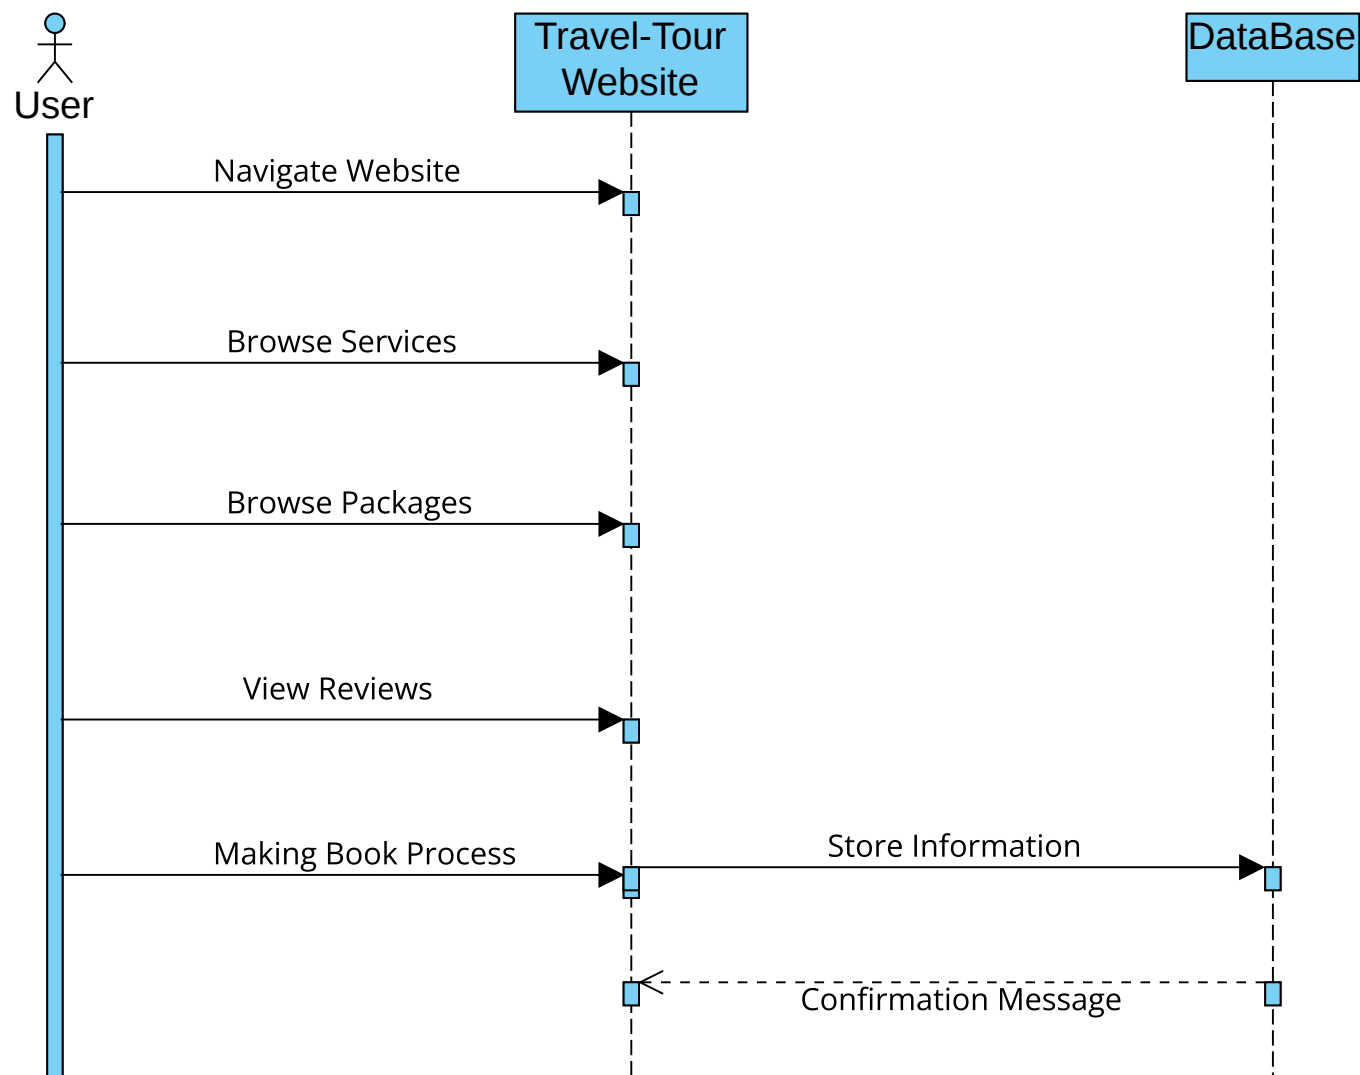 User
Travel-Tour
Website
DataBase
Navigate Website
Browse Services
Browse Packages
View Reviews
Making Book Process
Store Information
Confirmation Message